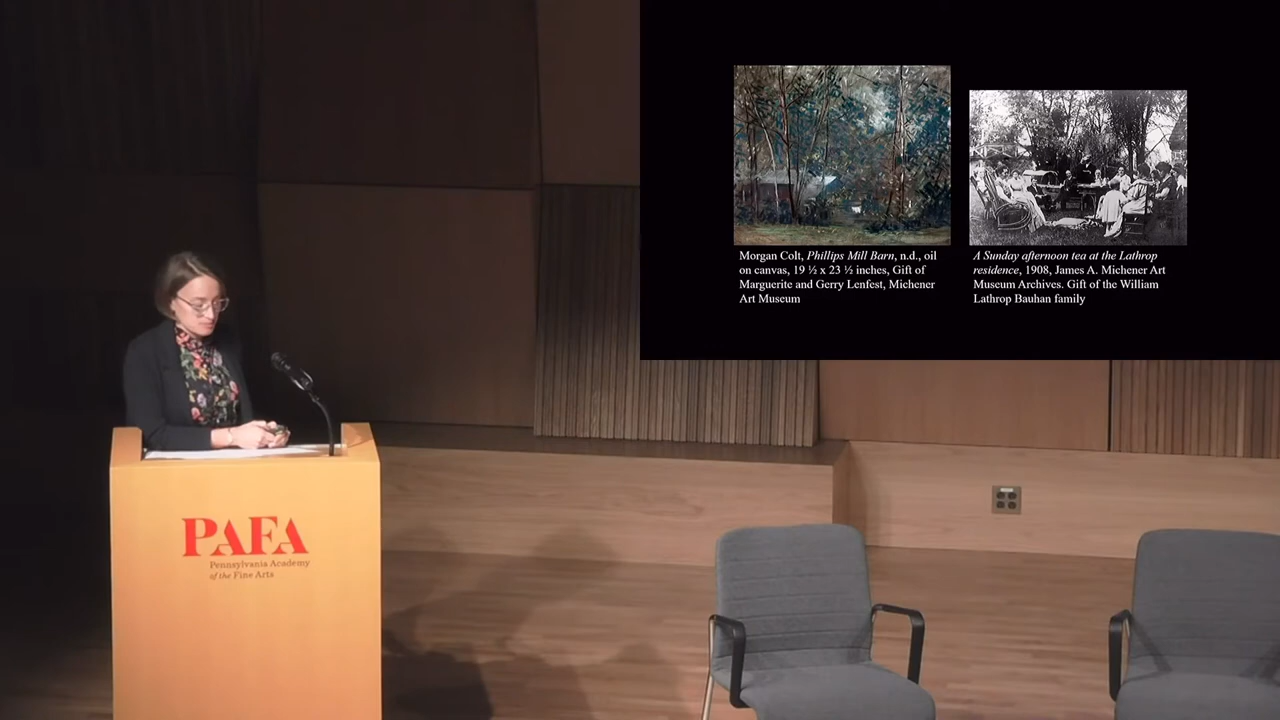 Morgan Colt, Phillips Mill Barn, n.d., oil
on canvas, 19 ½ x 23 ½ inches, Gift of
Marguerite and Gerry Lenfest, Michener
Art Museum
A Sunday afternoon tea at the Lathrop
residence, 1908, James A. Michener Art
Museum Archives. Gift of the William
Lathrop Bauhan family
PAFA
Pennsylvania Academy
of the Fine Arts